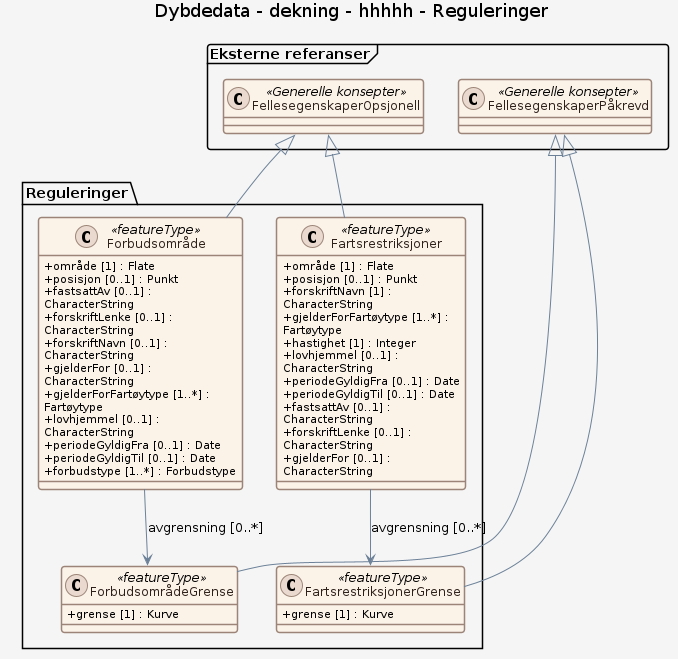 Dybdedata - dekning - hhhhh - Reguleringer
Eksterne referanser
C «Generelle konsepter»
FellesegenskaperOpsjonell
C «Generelle konsepter»
FellesegenskaperPåkrevd
Reguleringer
C «featureType»
Forbudsområde
+område [1] : Flate
+posisjon [0..1] : Punkt
+fastsattAv [0..1] :
CharacterString
+forskriftLenke [0..1] :
CharacterString
+forskriftNavn [0..1] :
CharacterString
+gjelderFor [0..1] :
CharacterString
+gjelderForFartøytype [1..*] :
Fartøytype
+lovhjemmel [0..1] :
CharacterString
+periodeGyldigFra [0..1] : Date
+periodeGyldigTil [0..1] : Date
+forbudstype [1..*] : Forbudstype
C «featureType»
Fartsrestriksjoner
+område [1] : Flate
+posisjon [0..1] : Punkt
+forskriftNavn [1] :
CharacterString
+gjelderForFartøytype [1..*] :
Fartøytype
+hastighet [1] : Integer
+lovhjemmel [0..1] :
CharacterString
+periodeGyldigFra [0..1] : Date
+periodeGyldigTil [0..1] : Date
+fastsattAv [0..1] :
CharacterString
+forskriftLenke [0..1] :
CharacterString
+gjelderFor [0..1] :
CharacterString
avgrensning [0..*]
avgrensning [0..*]
C «featureType»
ForbudsområdeGrense
+grense [1] : Kurve
C «featureType»
FartsrestriksjonerGrense
+grense [1] : Kurve